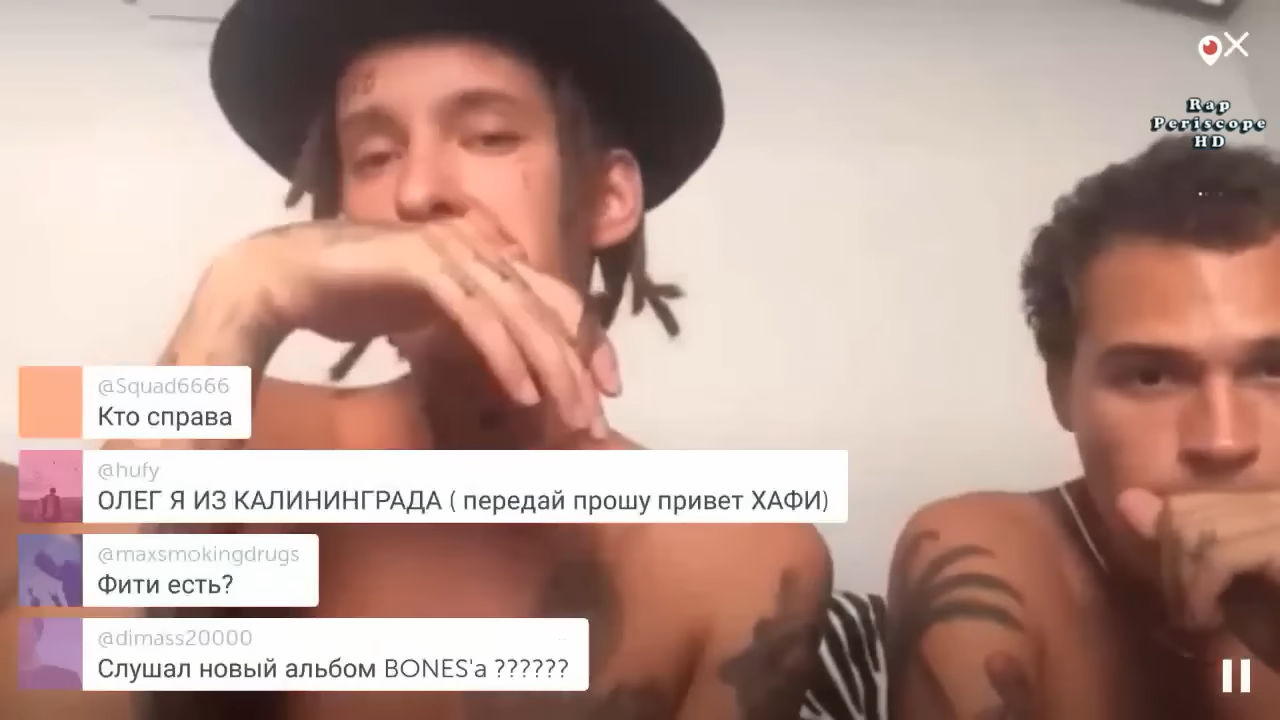 Rap
Periscope
HD
@Squad6666
Кто справа
@hufy
ОЛЕГ Я ИЗ КАЛИНИНГРАДА ( передай прошу привет ХАФИ)
@maxsmokingdrugs
Фити есть?
@dimass20000
Слушал новый альбом BONES'a ??????